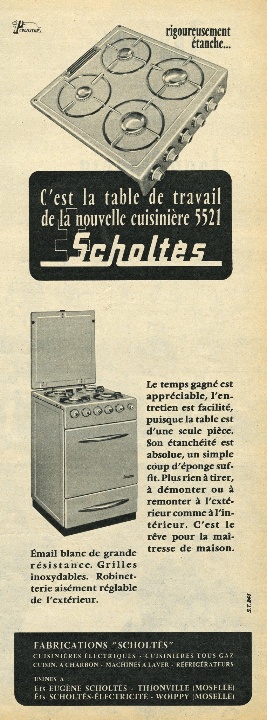 rigoureusement
étanche...
C'est la table de travail
de la nouvelle cuisinière 5521
Scholtès
Le temps gagné est
appréciable, l'en-
tretien est facilité,
puisque la table est
d'une seule pièce.
Son étanchéité est
absolue, un simple
coup d'éponge suf-
fit. Plus rien à tirer,
à démonter ou à
remonter à l'exté-
rieur comme à l'in-
térieur. C'est le
rêve pour la maî-
tresse de maison.
Émail blanc de grande
résistance. Grilles
inoxydables. Robinet-
terie aisément réglable
de l'extérieur.
FABRICATIONS "SCHOLTÈS"
CUISINIÈRES ÉLECTRIQUES - CUISINIÈRES TOUS GAZ
CUISIN. A CHARBON - MACHINES A LAVER - RÉFRIGÉRATEURS
USINES A
Ets EUGÈNE SCHOLTÈS - THIONVILLE (MOSELLE)
Éts SCHOLTÈS-ÉLECTRICITÉ - WOIPPY (MOSELLE)